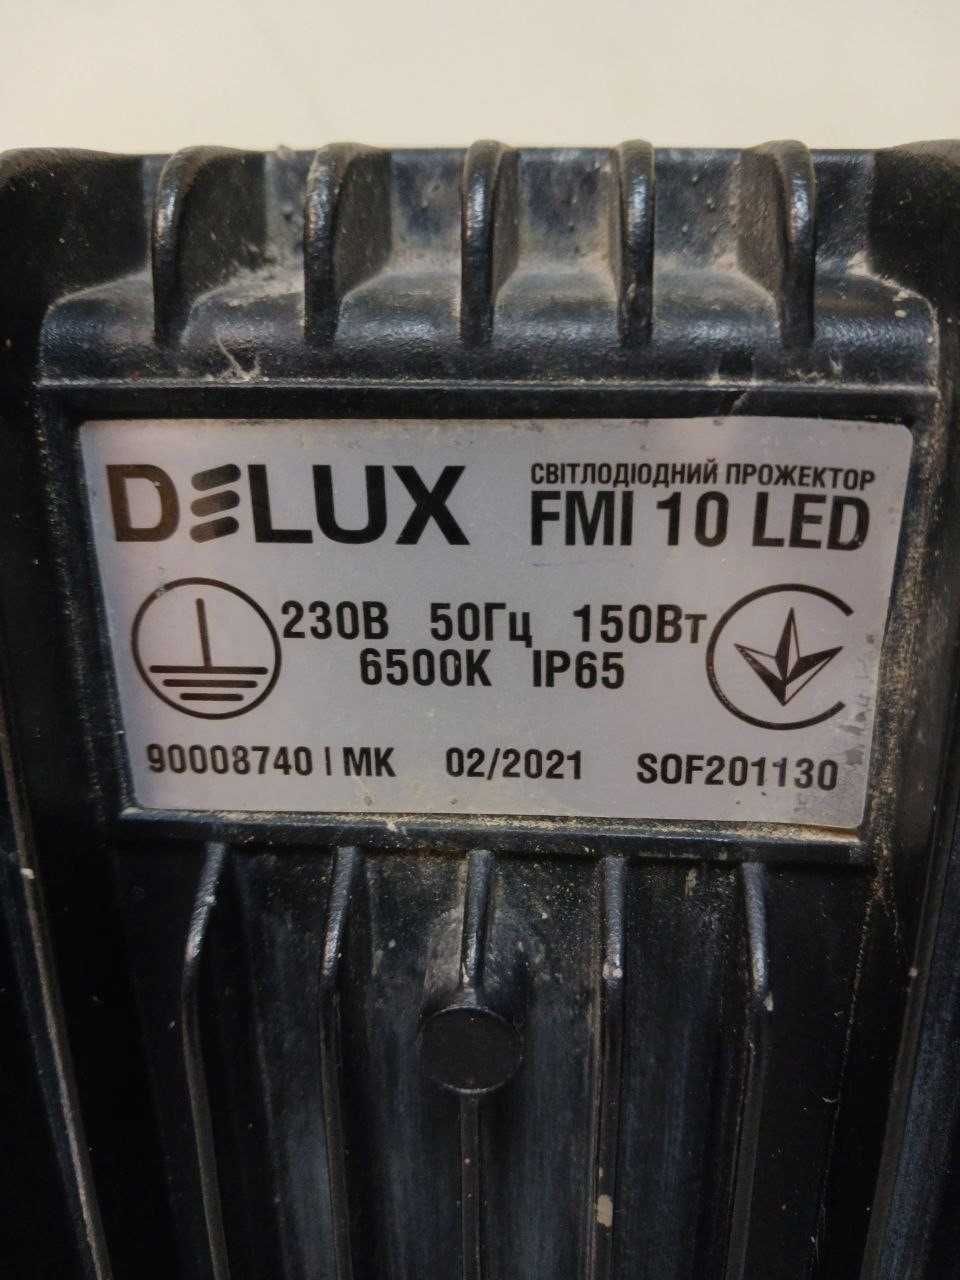 DELUX
СВІТЛОДІОДНИЙ ПРОЖЕКТОР
FMI 10 LED
230В 50Гц 150Вт
6500K IP65
90008740 | MK 02/2021 SOF201130